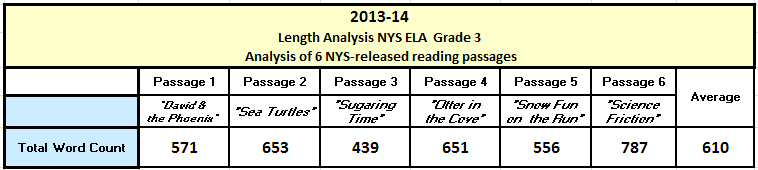 2013-14
Length Analysis NYS ELA Grade 3
Analysis of 6 NYS-released reading passages
Passage 1 Passage 2 Passage 3 Passage 4 Passage 5 Passage 6 Average
"David & the Phoenix" "Sea Turtles" "Sugaring Time" "Otter in the Cove" "Snow Fun on the Run" "Science Friction"
Total Word Count 571 653 439 651 556 787 610